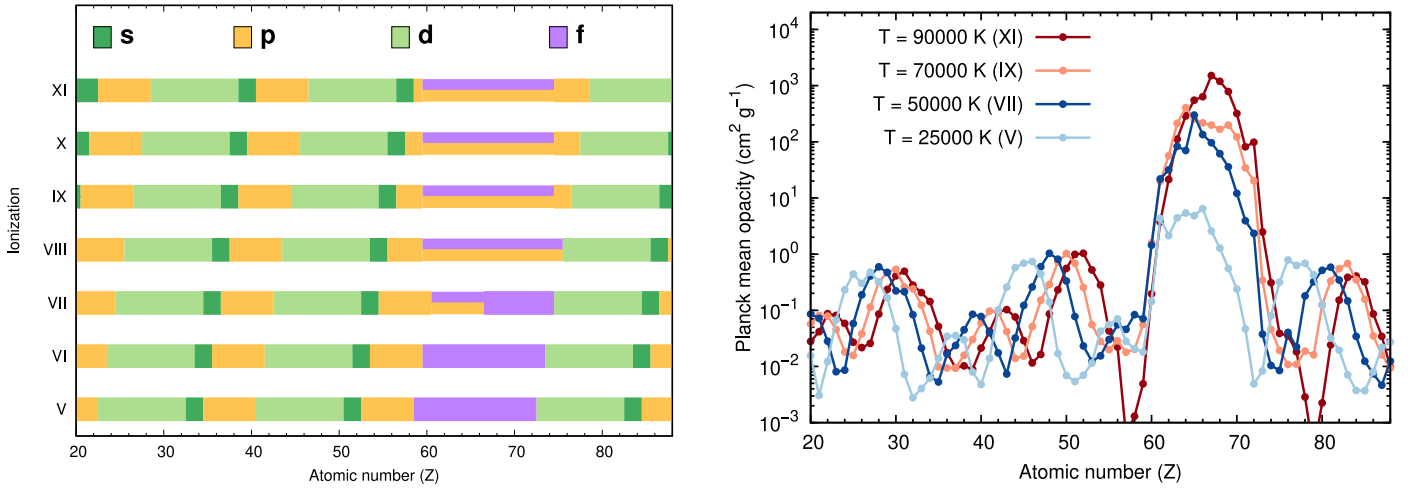 s p d f
XI
X
IX
VIII
VII
VI
V
Ionization
20 30 40 50 60 70 80
Atomic number (Z)
T = 90000 K (XI)
T = 70000 K (IX)
T = 50000 K (VII)
T = 25000 K (V)
10⁴
10³
10²
10¹
10⁰
10⁻¹
10⁻²
10⁻³
Planck mean opacity (cm² g⁻¹)
20 30 40 50 60 70 80
Atomic number (Z)